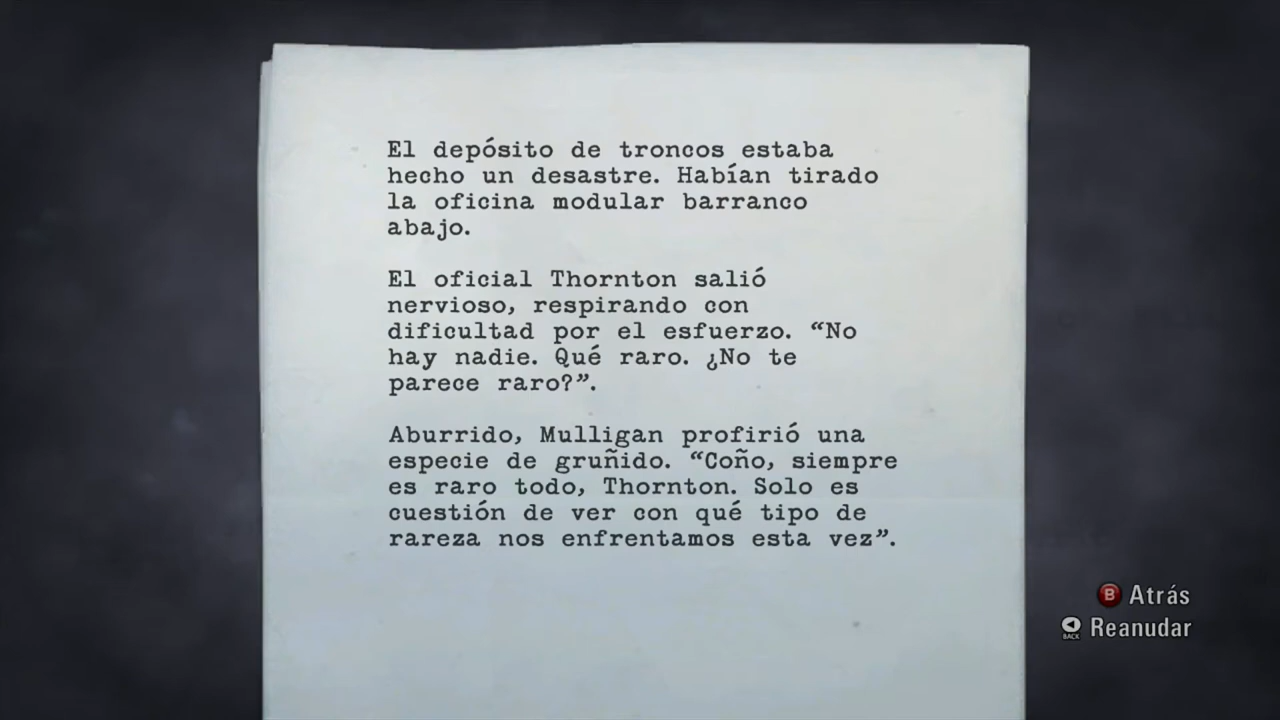 El depósito de troncos estaba
hecho un desastre. Habían tirado
la oficina modular barranco
abajo.
El oficial Thornton salió
nervioso, respirando con
dificultad por el esfuerzo. “No
hay nadie. Qué raro. ¿No te
parece raro?”.
Aburrido, Mulligan profirió una
especie de gruñido. “Coño, siempre
es raro todo, Thornton. Solo es
cuestión de ver con qué tipo de
rareza nos enfrentamos esta vez”.
B Atrás
BACK Reanudar